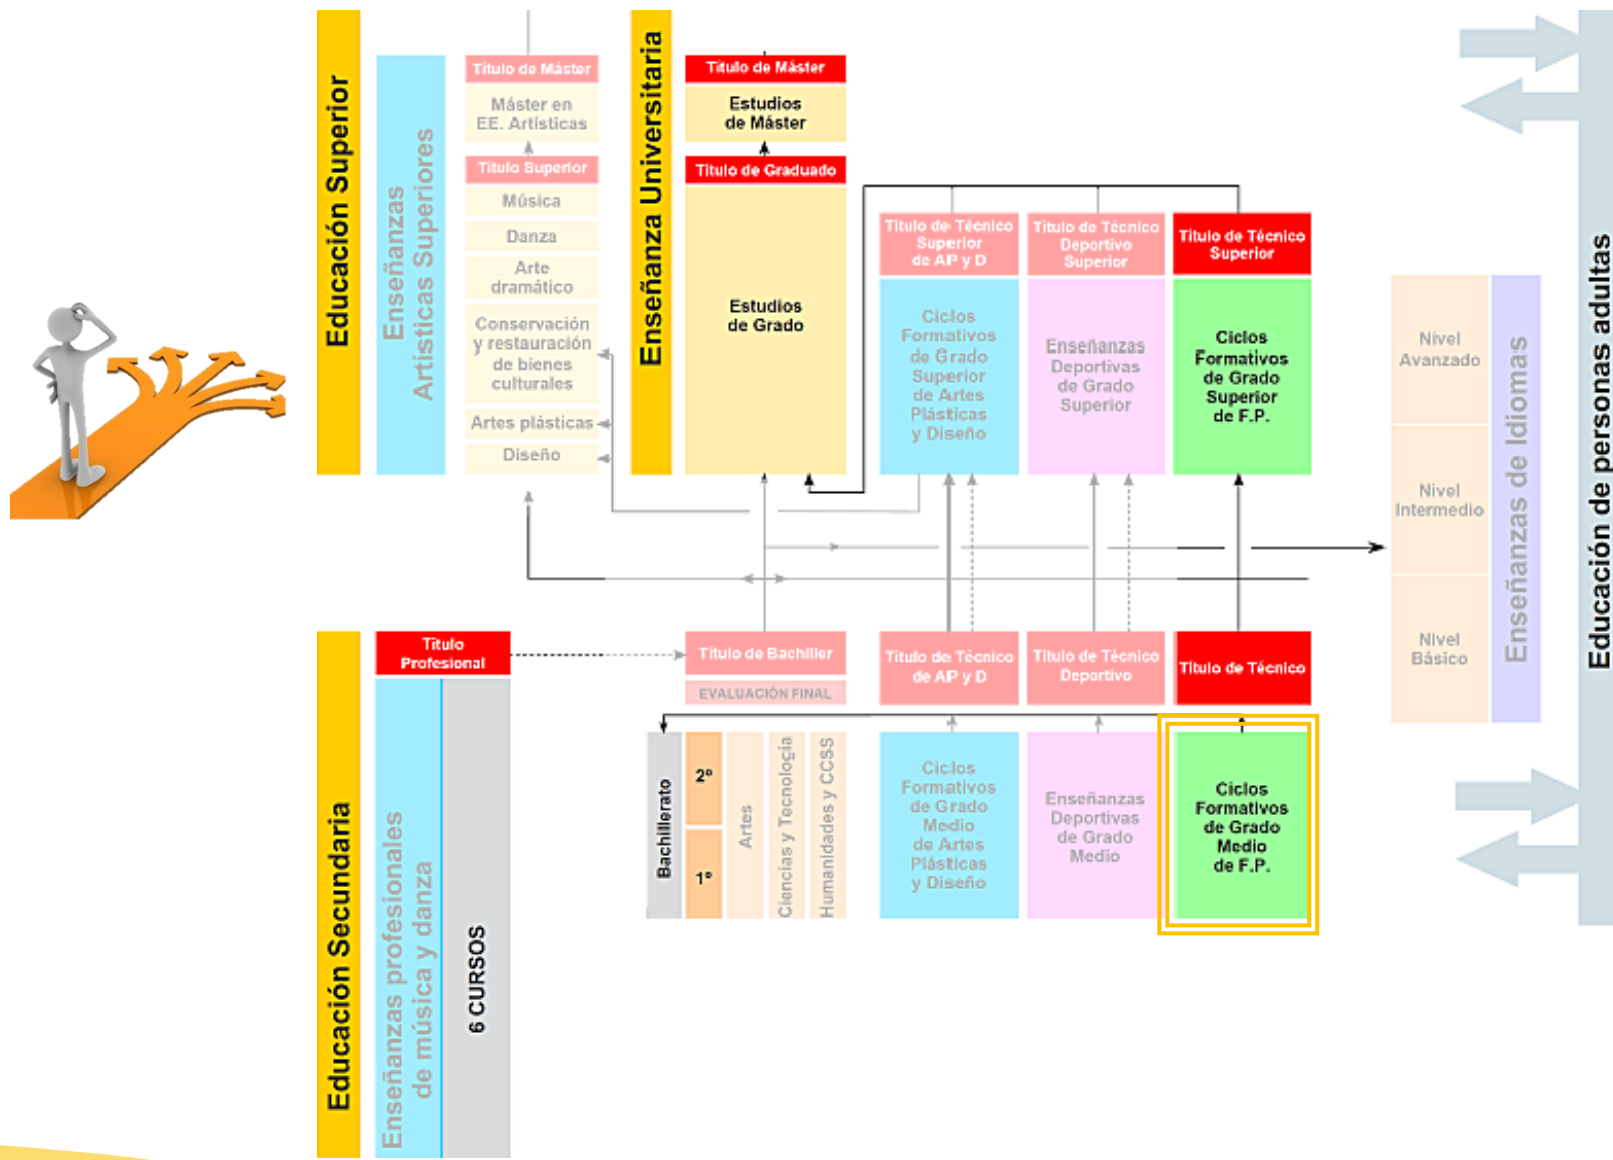 Educación Superior
Enseñanzas
Artísticas Superiores
Título de Máster
Máster en
EE. Artísticas
Título Superior
Música
Danza
Arte
dramático
Conservación
y restauración
de bienes
culturales
Artes plásticas
Diseño
Enseñanza Universitaria
Título de Máster
Estudios
de Máster
Título de Graduado
Estudios
de Grado
Título de Técnico
Superior
de AP y D
Ciclos
Formativos
de Grado
Superior
de Artes
Plásticas
y Diseño
Título de Técnico
Deportivo
Superior
Enseñanzas
Deportivas
de Grado
Superior
Título de Técnico
Superior
Ciclos
Formativos
de Grado
Superior
de F.P.
Nivel
Avanzado
Nivel
Intermedio
Nivel
Básico
Enseñanzas de Idiomas
Educación de personas adultas
Educación Secundaria
Título
Profesional
Enseñanzas profesionales
de música y danza
6 CURSOS
Título de Bachiller
EVALUACIÓN FINAL
Bachillerato
2º
1º
Artes
Ciencias y Tecnología
Humanidades y CCSS
Título de Técnico
de AP y D
Ciclos
Formativos
de Grado
Medio
de Artes
Plásticas
y Diseño
Título de Técnico
Deportivo
Enseñanzas
Deportivas
de Grado
Medio
Título de Técnico
Ciclos
Formativos
de Grado
Medio
de F.P.